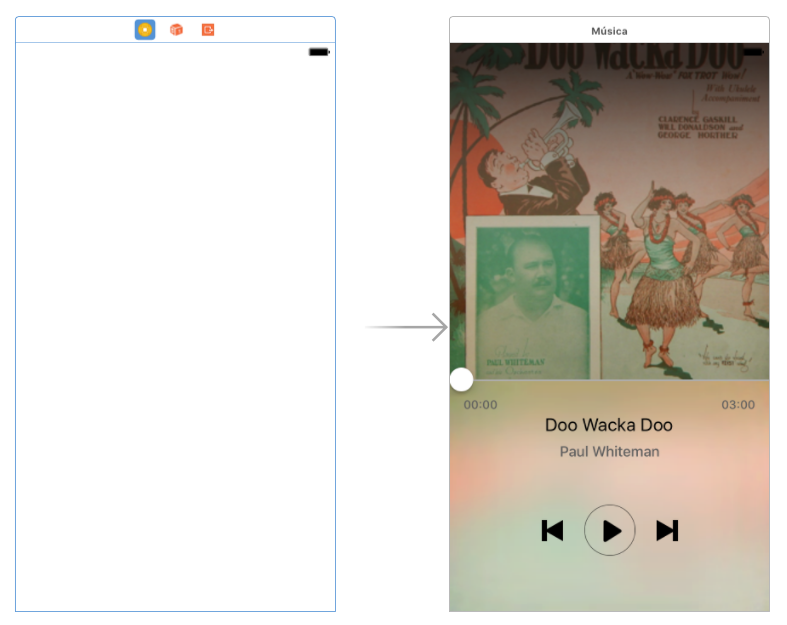 Música
Doo Wacka Doo
A "Wow-Wow" FOX TROT Wow!
With Ukulele
Accompaniment
CLARENCE GASKILL
WILL DONALDSON and
GEORGE HORTHER
PAUL WHITEMAN
00:00
03:00
Doo Wacka Doo
Paul Whiteman